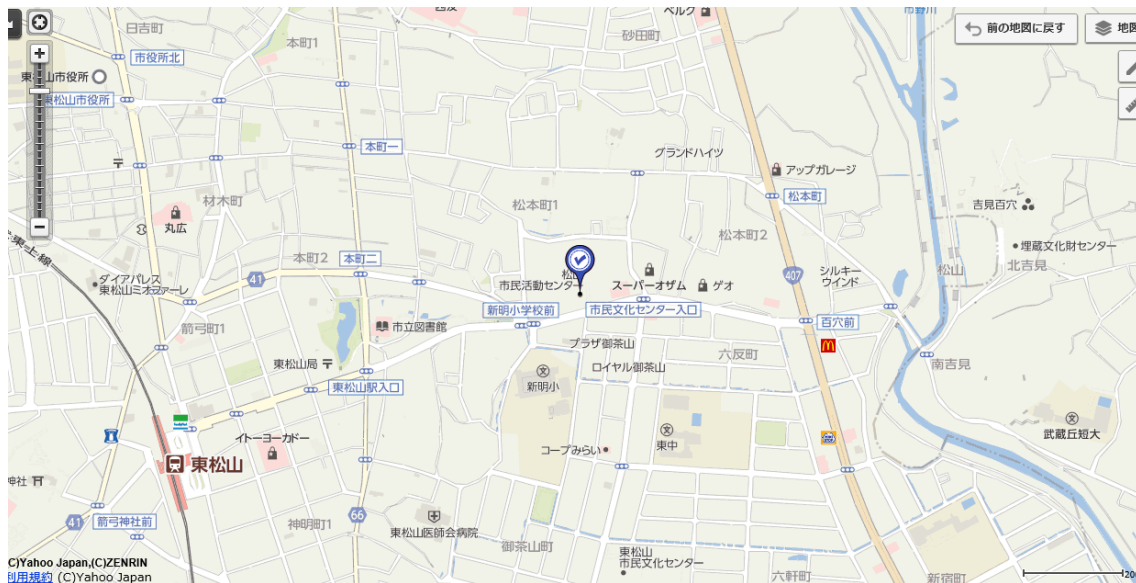 ベルク
市野川
前の地図に戻す
地図
日吉町
本町1
砂田町
市役所北
東松山市役所
東松山市役所
本町一
グランドハイツ
アップガレージ
松本町
吉見百穴
材木町
丸広
松本町1
松本町2
埋蔵文化財センター
北吉見
松山
東上線
41
本町2
本町二
407
シルキー
ウインド
ダイアパレス
東松山ミオファーレ
市民活動センター
スーパーオザム
ゲオ
新明小学校前
市民文化センター入口
百穴前
箭弓町1
市立図書館
プラザ御茶山
六反町
東松山局
ロイヤル御茶山
南吉見
新明小
東松山駅入口
武蔵丘短大
イトーヨーカドー
コープみらい
東中
東松山
神社
41
箭弓神社前
神明町1
66
東松山医師会病院
御茶山町
東松山
市民文化センター
六軒町
新宿町
C)Yahoo Japan,(C)ZENRIN
利用規約 (C)Yahoo Japan